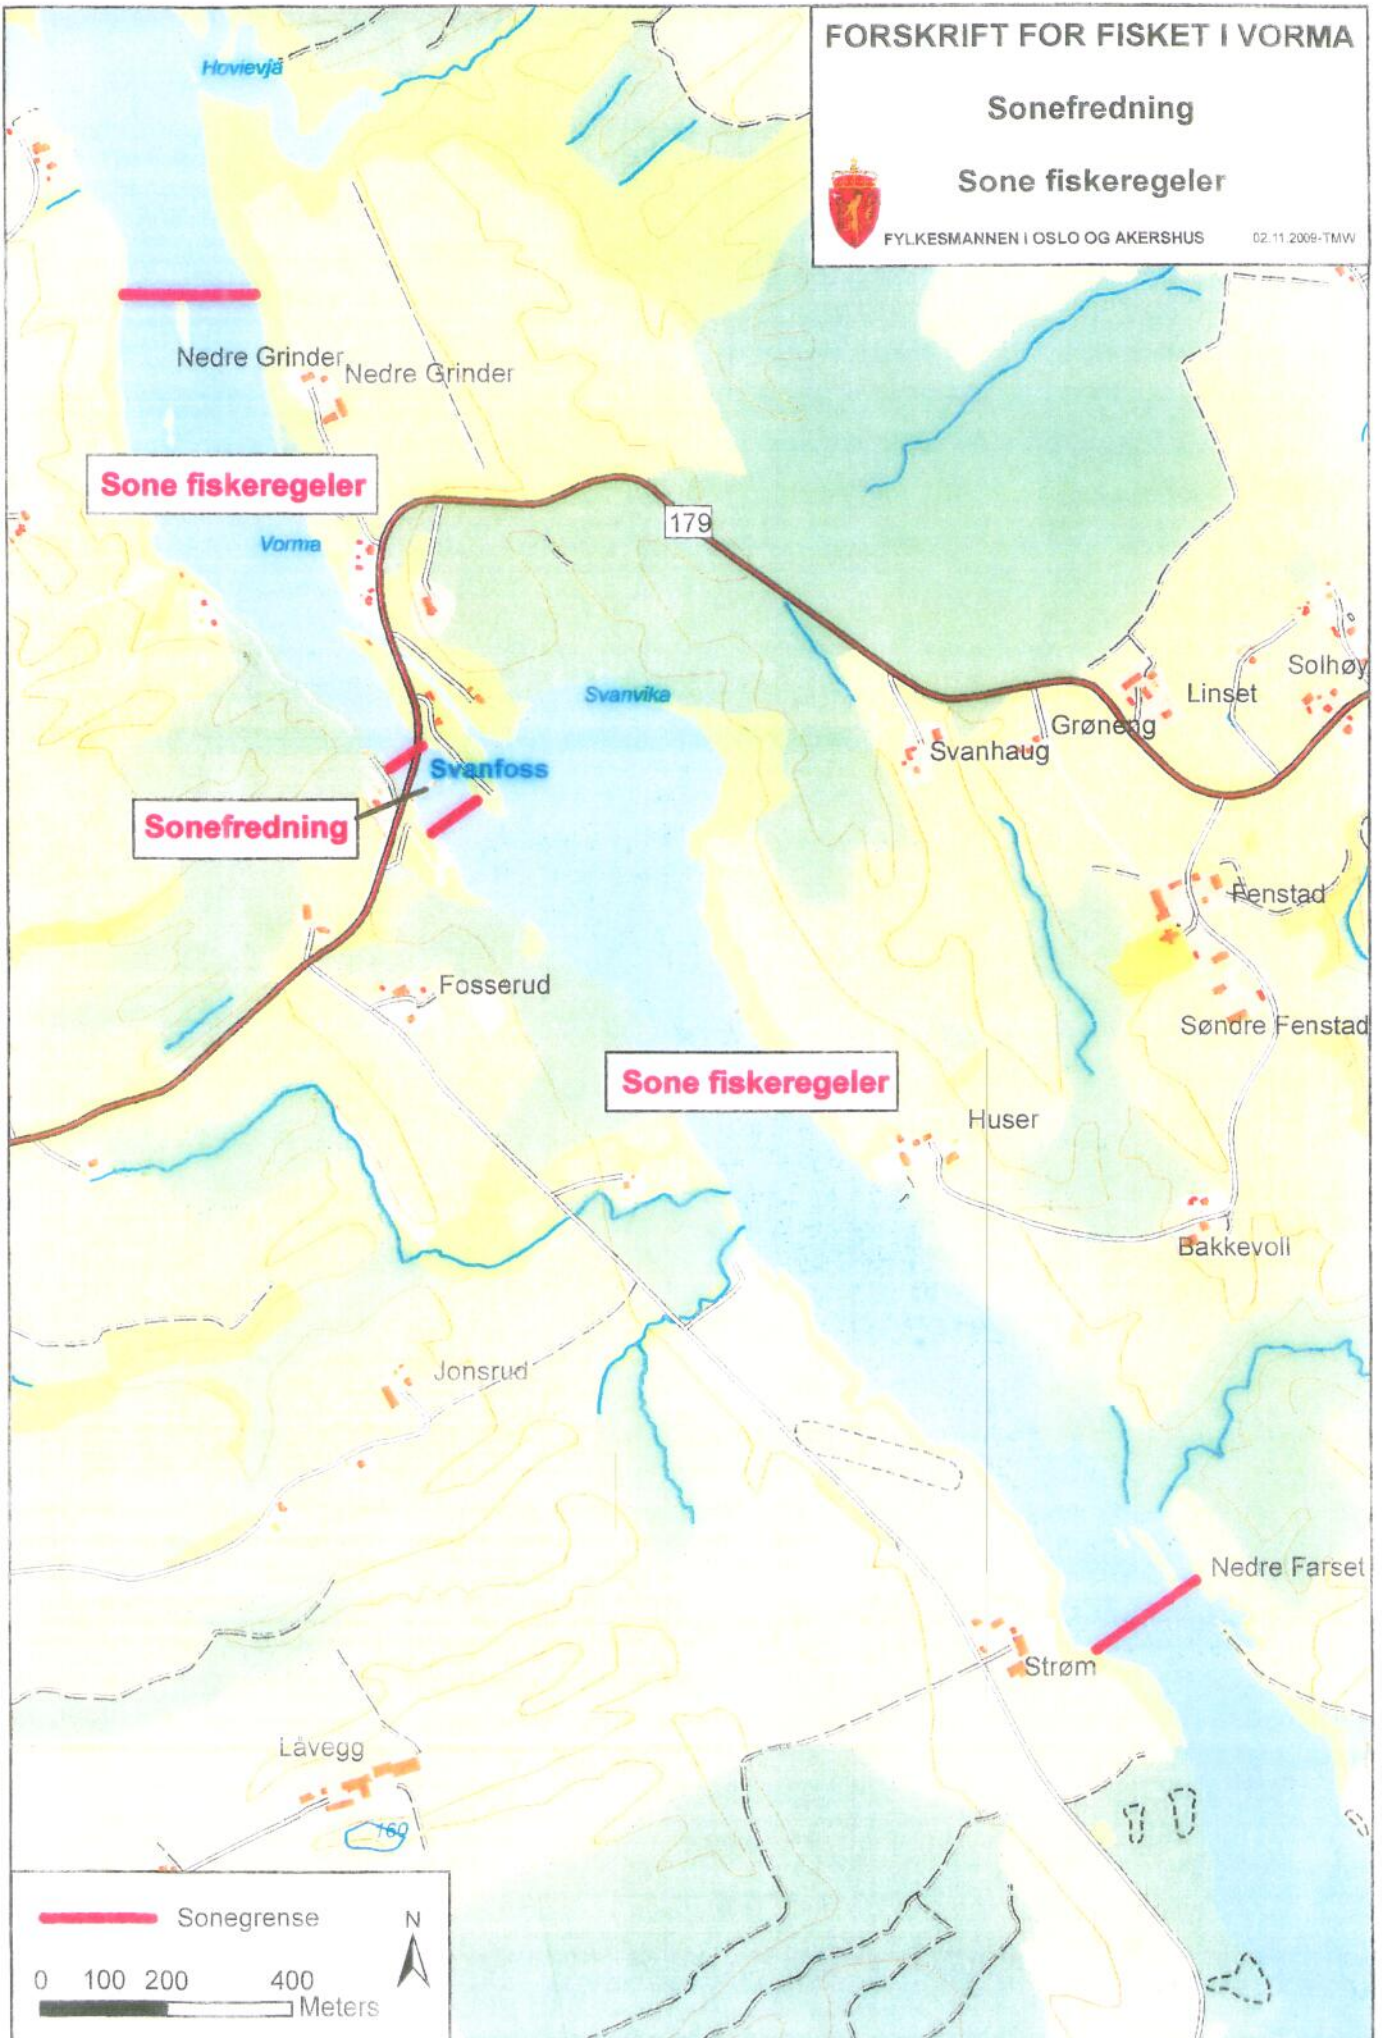 FORSKRIFT FOR FISKET I VORMA
Sonefredning
Sone fiskeregeler
FYLKESMANNEN I OSLO OG AKERSHUS 02.11.2009-TMW
Hovievja
Nedre Grinder
Nedre Grinder
Sone fiskeregeler
179
Vorma
Svanvika
Solhøy
Linset
Grøneng
Svanhaug
Svanfoss
Sonefredning
Fenstad
Fosserud
Søndre Fenstad
Sone fiskeregeler
Huser
Bakkevoll
Jonsrud
Nedre Farset
Strøm
Låvegg
160
Sonegrense
N
0 100 200 400
Meters